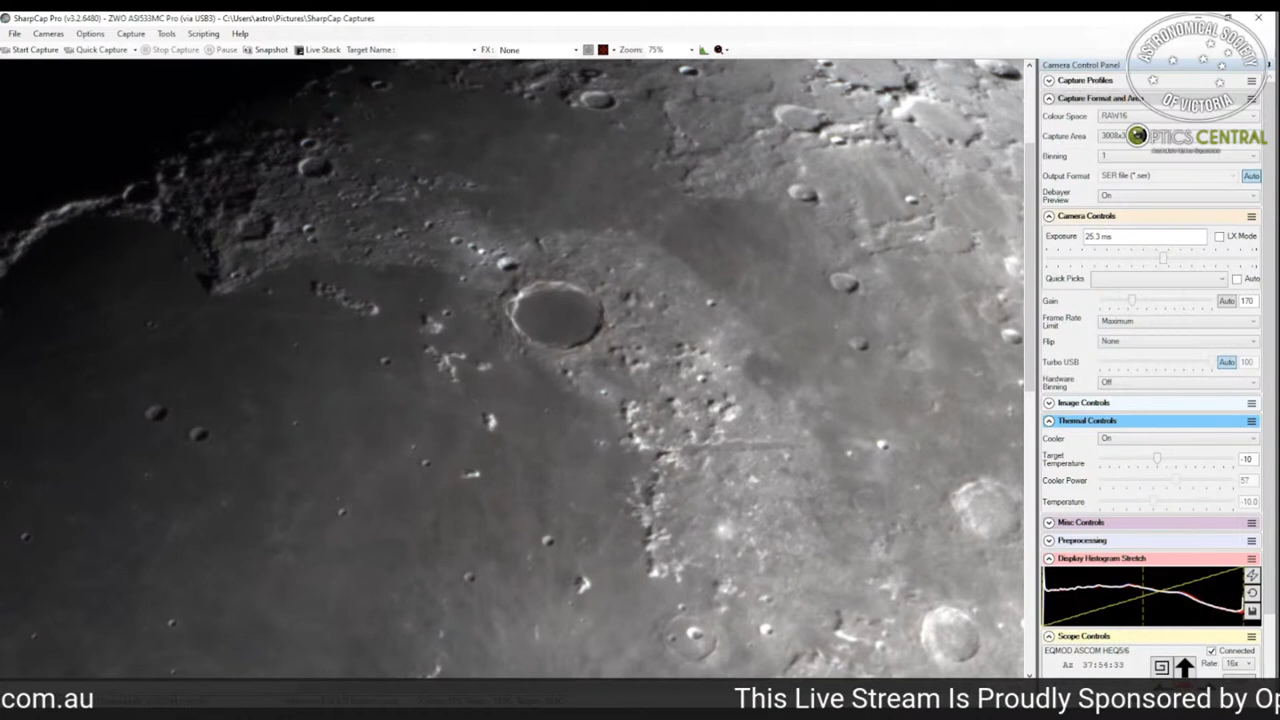 SharpCap Pro (v3.2.6480) - ZWO ASI533MC Pro (via USB3) - C:\Users\astro\Pictures\SharpCap Captures
File Cameras Options Capture Tools Scripting Help
Start Capture Quick Capture Stop Capture Pause Snapshot Live Stack Target Name: FX: None Zoom: 75%
ASTRONOMICAL SOCIETY
OF VICTORIA
OPTICS CENTRAL
Camera Control Panel
Capture Profiles
Capture Format and Area
Colour Space RAW16
Capture Area 3008x3
Binning 1
Output Format SER file (*.ser) Auto
Debayer
Preview On
Camera Controls
Exposure 25.3 ms LX Mode
Quick Picks Auto
Gain Auto 170
Frame Rate
Limit Maximum
Flip None
Turbo USB Auto 100
Hardware
Binning Off
Image Controls
Thermal Controls
Cooler On
Target
Temperature -10
Cooler Power 57
Temperature -10.0
Misc Controls
Preprocessing
Display Histogram Stretch
Scope Controls
EQMOD ASCOM HEQ5/6 Connected
Az 37:54:33 Rate: 16x
com.au This Live Stream Is Proudly Sponsored by Op